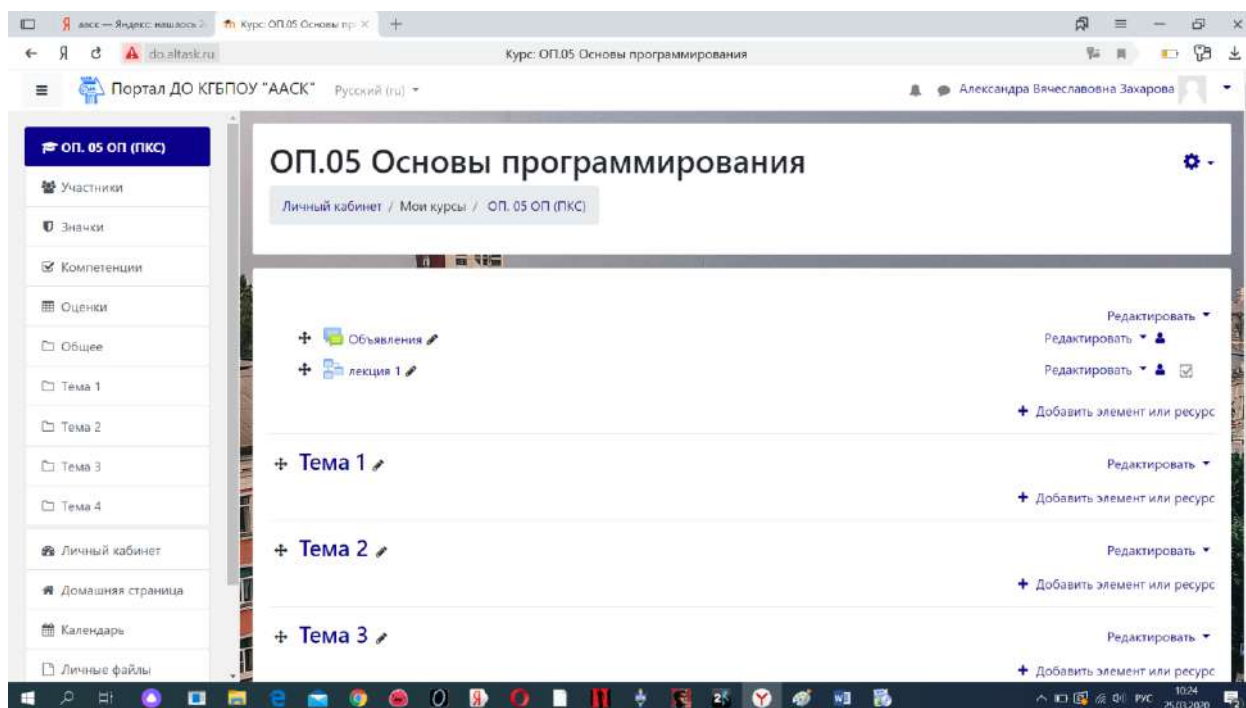 ааск — Яндекс: нашлось 2
Курс: ОП.05 Основы пр
do.altask.ru
Курс: ОП.05 Основы программирования
Портал ДО КГБПОУ "ААСК" Русский (ru)
Александра Вячеславовна Захарова
ОП. 05 ОП (ПКС)
Участники
Значки
Компетенции
Оценки
Общее
Тема 1
Тема 2
Тема 3
Тема 4
Личный кабинет
Домашняя страница
Календарь
Личные файлы
ОП.05 Основы программирования
Личный кабинет / Мои курсы / ОП. 05 ОП (ПКС)
Редактировать
Объявления Редактировать
лекция 1 Редактировать
Добавить элемент или ресурс
Тема 1 Редактировать
Добавить элемент или ресурс
Тема 2 Редактировать
Добавить элемент или ресурс
Тема 3 Редактировать
Добавить элемент или ресурс
РУС 10:24
25.03.2020